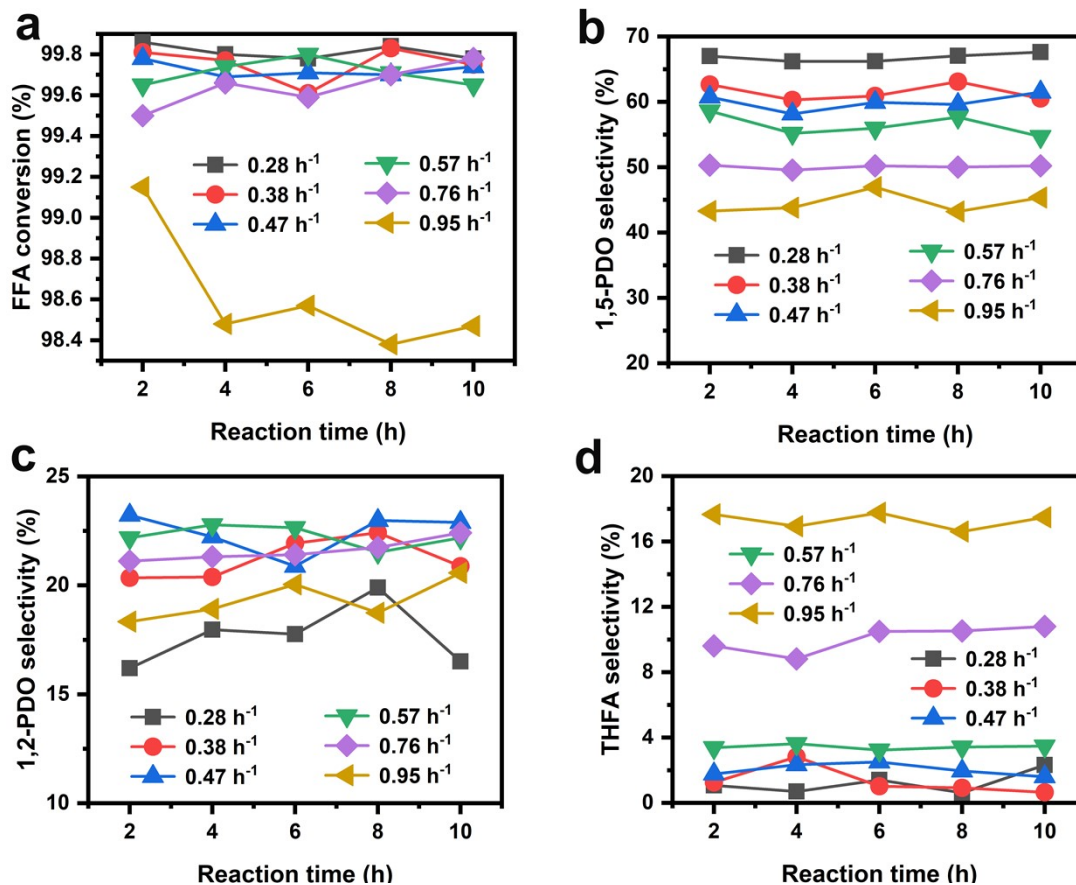 a
FFA conversion (%)
99.8
99.6
99.4
99.2
99.0
98.8
98.6
98.4
0.28 h⁻¹
0.38 h⁻¹
0.47 h⁻¹
0.57 h⁻¹
0.76 h⁻¹
0.95 h⁻¹
2 4 6 8 10
Reaction time (h)
b
1,5-PDO selectivity (%)
70
60
50
40
30
20
0.28 h⁻¹
0.38 h⁻¹
0.47 h⁻¹
0.57 h⁻¹
0.76 h⁻¹
0.95 h⁻¹
2 4 6 8 10
Reaction time (h)
c
1,2-PDO selectivity (%)
25
20
15
10
0.28 h⁻¹
0.38 h⁻¹
0.47 h⁻¹
0.57 h⁻¹
0.76 h⁻¹
0.95 h⁻¹
2 4 6 8 10
Reaction time (h)
d
THFA selectivity (%)
20
16
12
8
4
0
0.57 h⁻¹
0.76 h⁻¹
0.95 h⁻¹
0.28 h⁻¹
0.38 h⁻¹
0.47 h⁻¹
2 4 6 8 10
Reaction time (h)